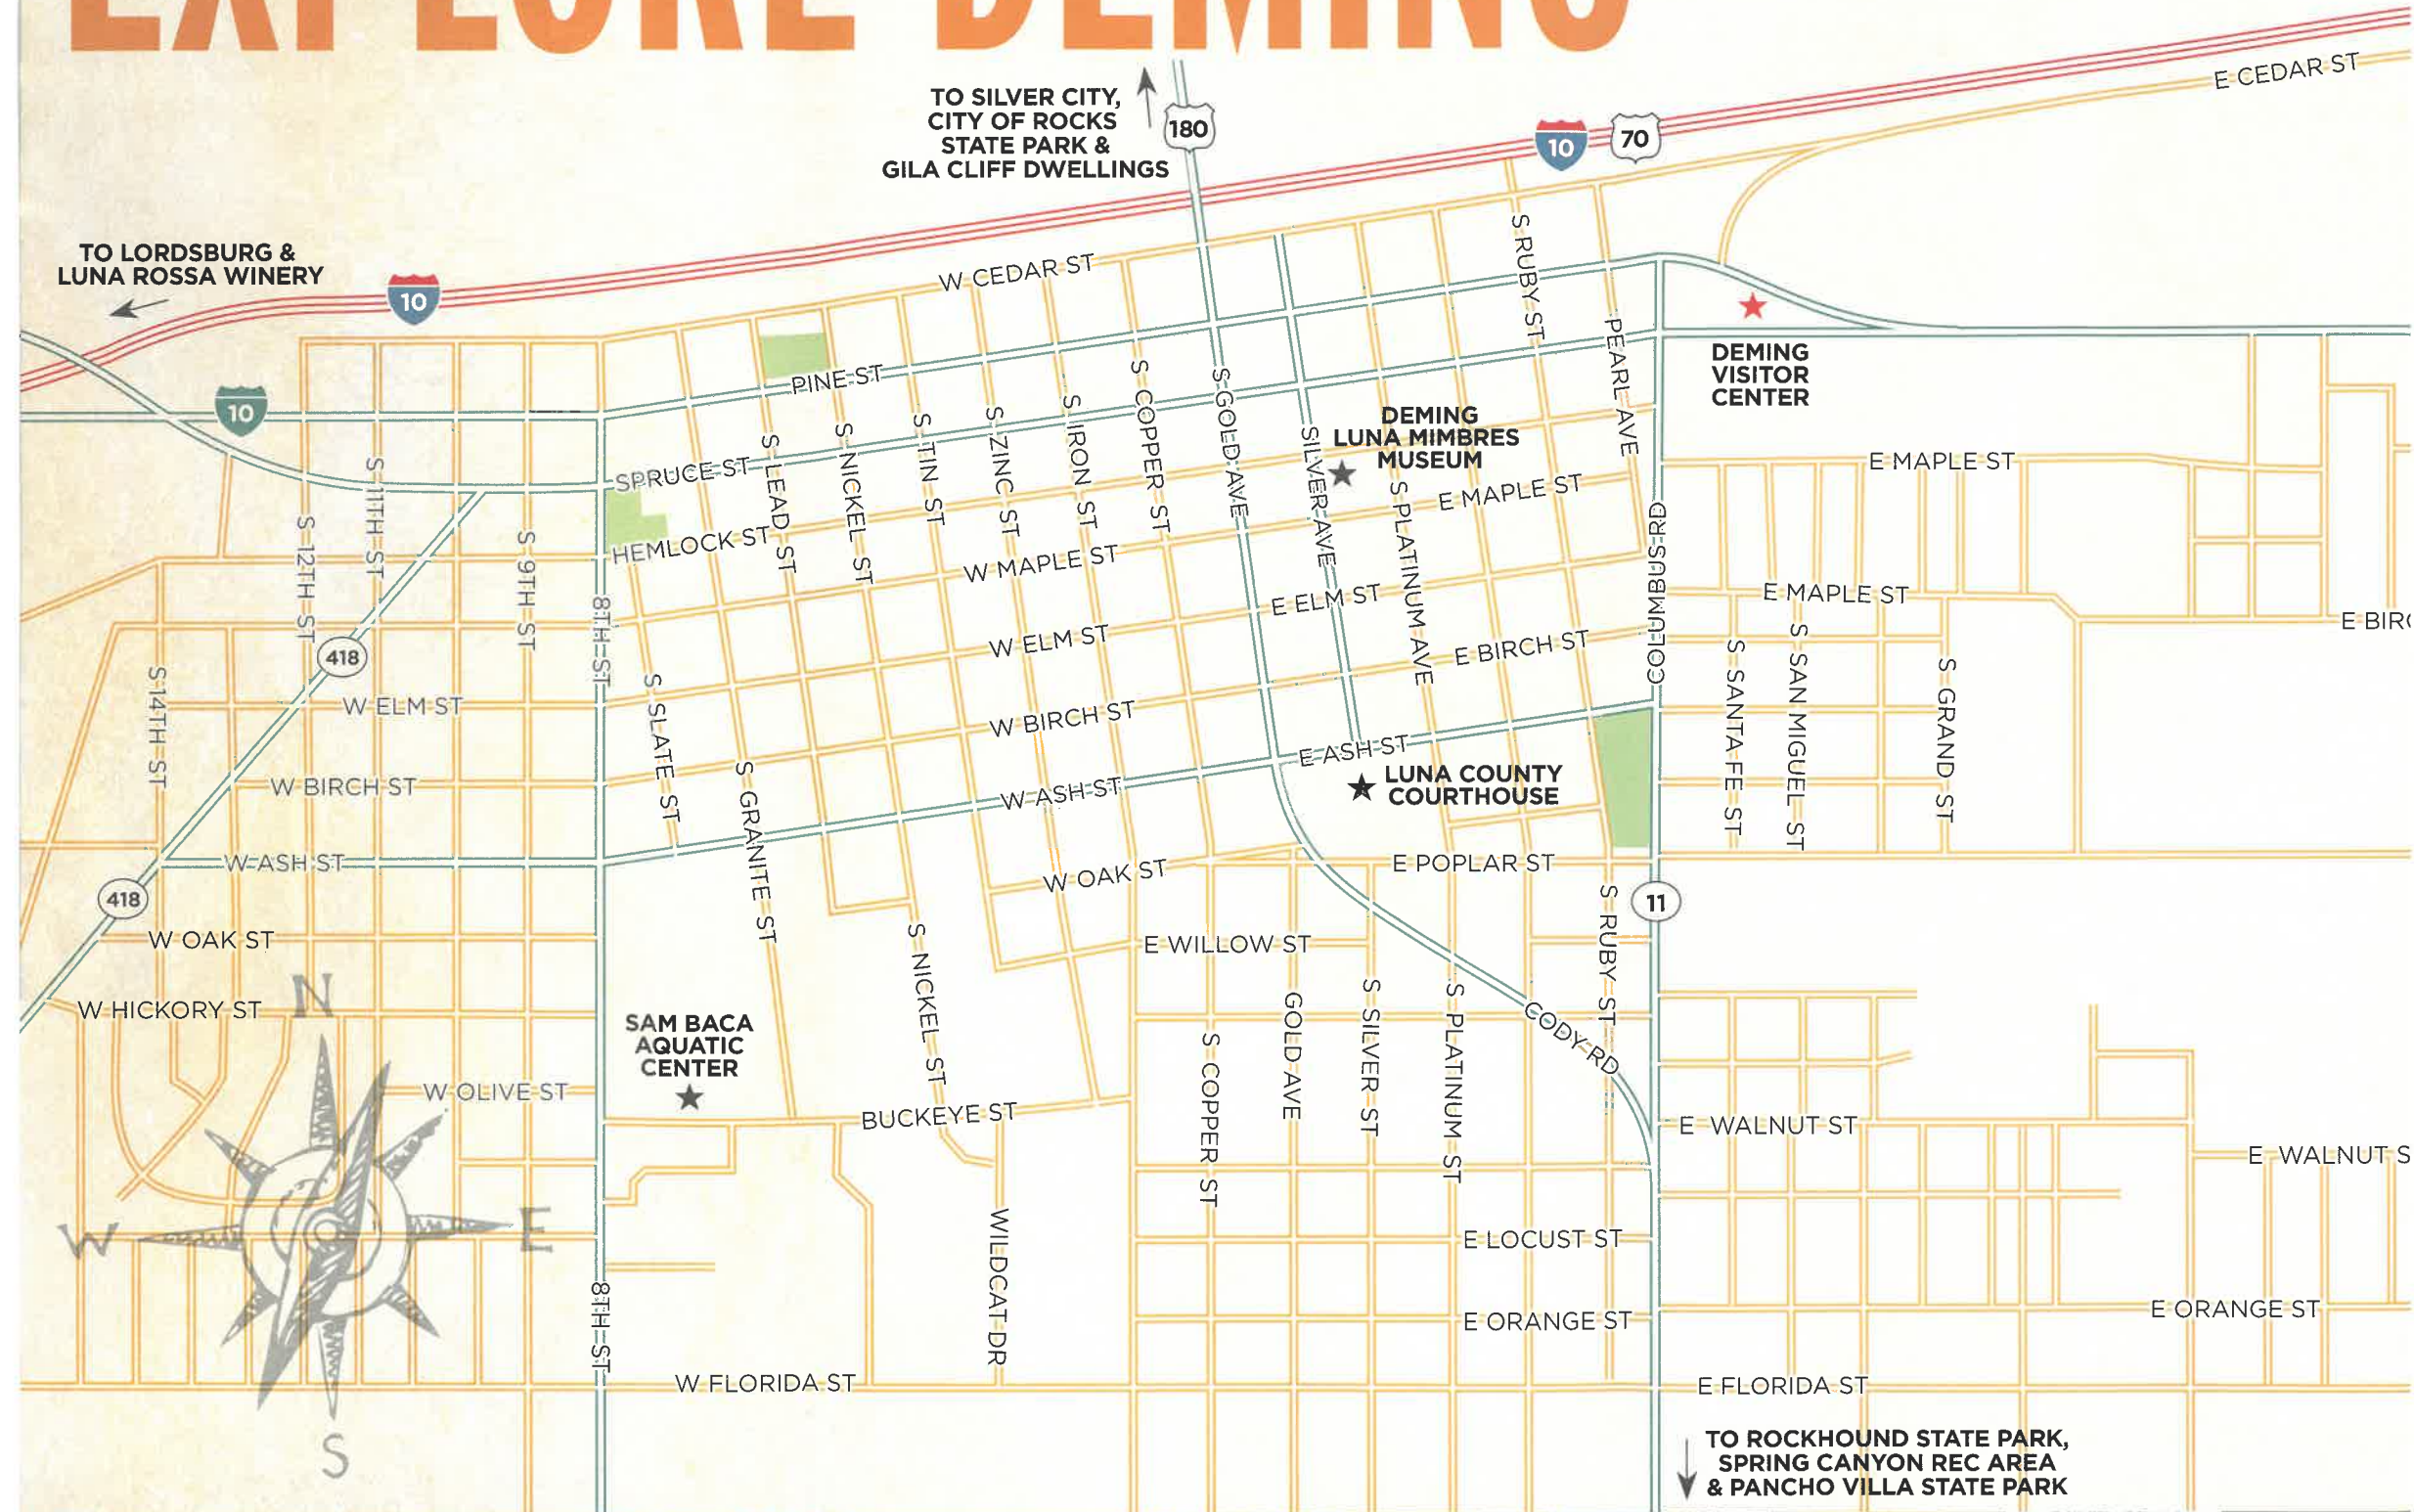 EXPLORE DEMING
TO SILVER CITY,
CITY OF ROCKS
STATE PARK &
GILA CLIFF DWELLINGS
180
10
70
E CEDAR ST
TO LORDSBURG &
LUNA ROSSA WINERY
10
W CEDAR ST
S RUBY ST
PEARL AVE
DEMING
VISITOR
CENTER
10
PINE ST
SPRUCE ST
HEMLOCK ST
S LEAD ST
S NICKEL ST
S TIN ST
S ZINC ST
S IRON ST
S COPPER ST
S GOLD AVE
SILVER AVE
DEMING
LUNA MIMBRES
MUSEUM
S PLATINUM AVE
E MAPLE ST
E MAPLE ST
COLUMBUS RD
S 11TH ST
S 12TH ST
S 9TH ST
8TH ST
W MAPLE ST
E ELM ST
E MAPLE ST
E BIRC
418
W ELM ST
E BIRCH ST
S 14TH ST
W ELM ST
S SLATE ST
W BIRCH ST
S SANTA FE ST
S SAN MIGUEL ST
S GRAND ST
W BIRCH ST
S GRANITE ST
W ASH ST
E ASH ST
LUNA COUNTY
COURTHOUSE
W ASH ST
W OAK ST
E POPLAR ST
418
11
W OAK ST
S NICKEL ST
E WILLOW ST
S RUBY ST
N
W HICKORY ST
SAM BACA
AQUATIC
CENTER
S COPPER ST
GOLD AVE
S SILVER ST
S PLATINUM ST
CODY RD
W OLIVE ST
BUCKEYE ST
E WALNUT ST
E WALNUT S
W
E
WILDCAT DR
E LOCUST ST
8TH ST
E ORANGE ST
E ORANGE ST
W FLORIDA ST
E FLORIDA ST
S
TO ROCKHOUND STATE PARK,
SPRING CANYON REC AREA
& PANCHO VILLA STATE PARK